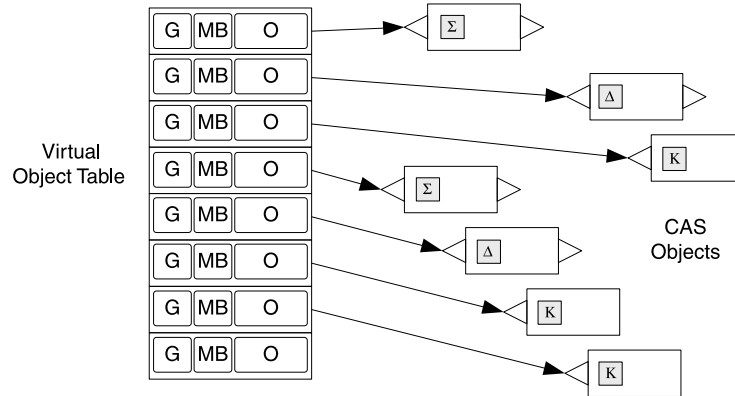 G MB O
Σ
G MB O
Δ
G MB O
K
Virtual
Object Table
G MB O
Σ
G MB O
Δ
CAS
Objects
G MB O
K
G MB O
K
G MB O